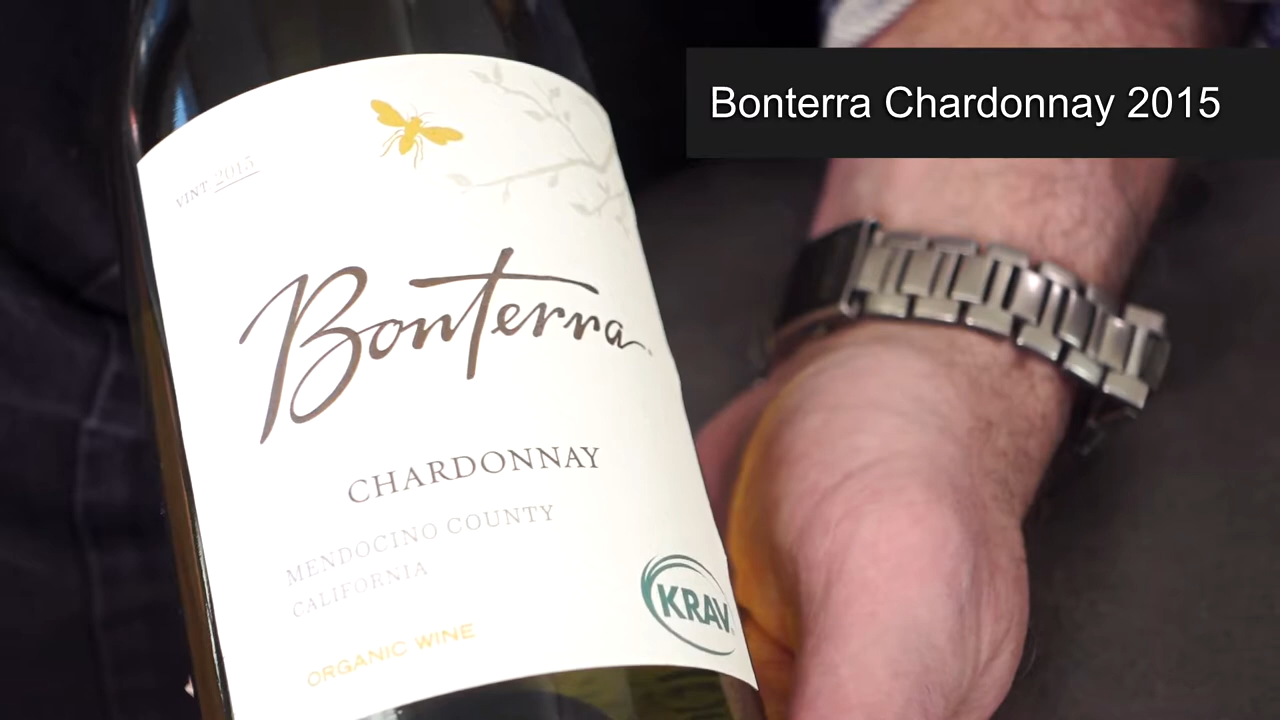 Bonterra Chardonnay 2015
VINT. 2015
Bonterra
CHARDONNAY
MENDOCINO COUNTY
CALIFORNIA
ORGANIC WINE
KRAV